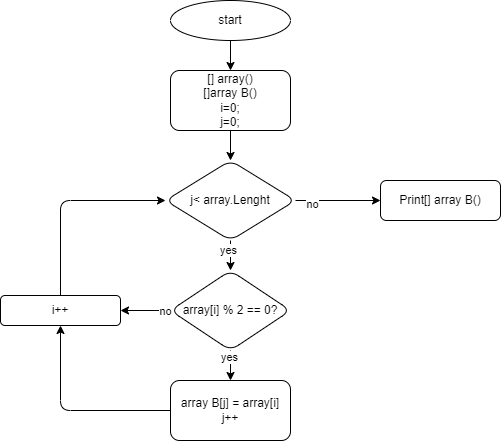 start
[] array()
[]array B()
i=0;
j=0;
j< array.Lenght
no
Print[] array B()
yes
i++
no
array[i] % 2 == 0?
yes
array B[j] = array[i]
j++